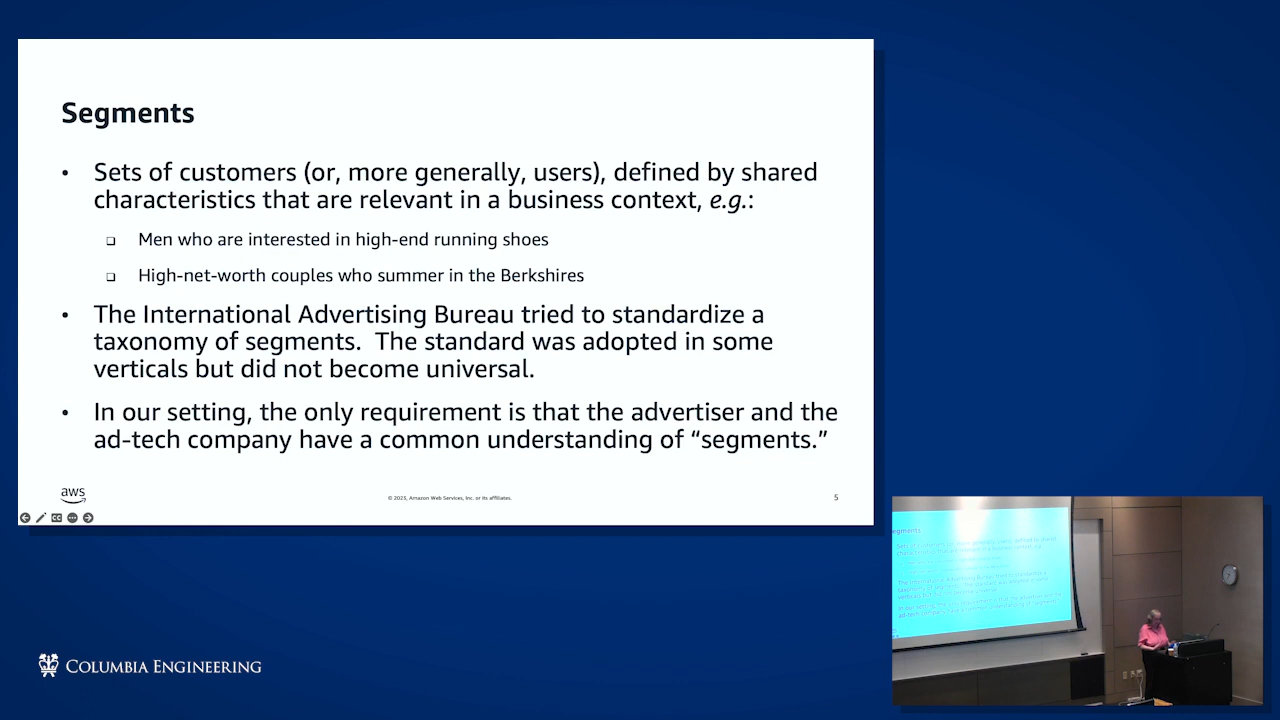 Segments
• Sets of customers (or, more generally, users), defined by shared
characteristics that are relevant in a business context, e.g.:
❑ Men who are interested in high-end running shoes
❑ High-net-worth couples who summer in the Berkshires
• The International Advertising Bureau tried to standardize a
taxonomy of segments. The standard was adopted in some
verticals but did not become universal.
• In our setting, the only requirement is that the advertiser and the
ad-tech company have a common understanding of “segments.”
aws
© 2023, Amazon Web Services, Inc. or its affiliates.
5
CC
COLUMBIA ENGINEERING